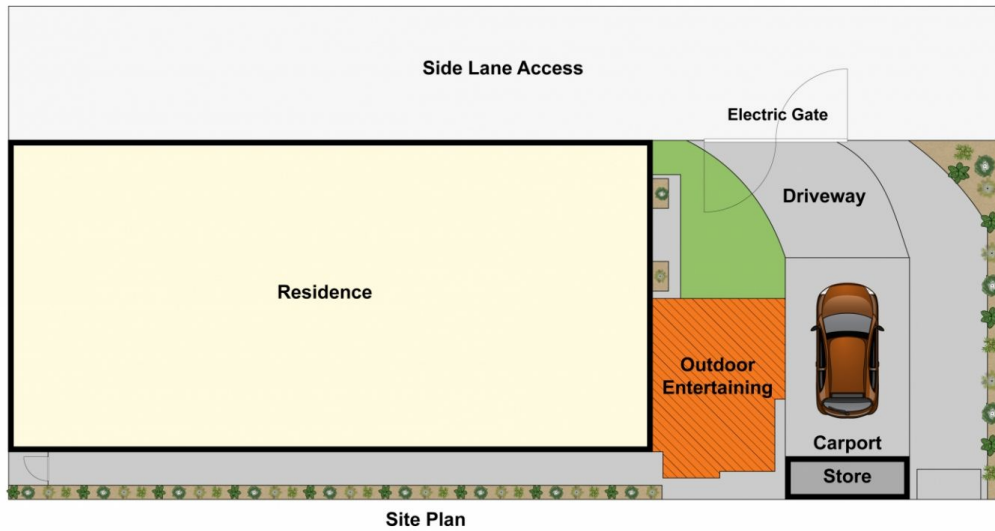 Side Lane Access
Electric Gate
Driveway
Residence
Outdoor
Entertaining
Carport
Store
Site Plan